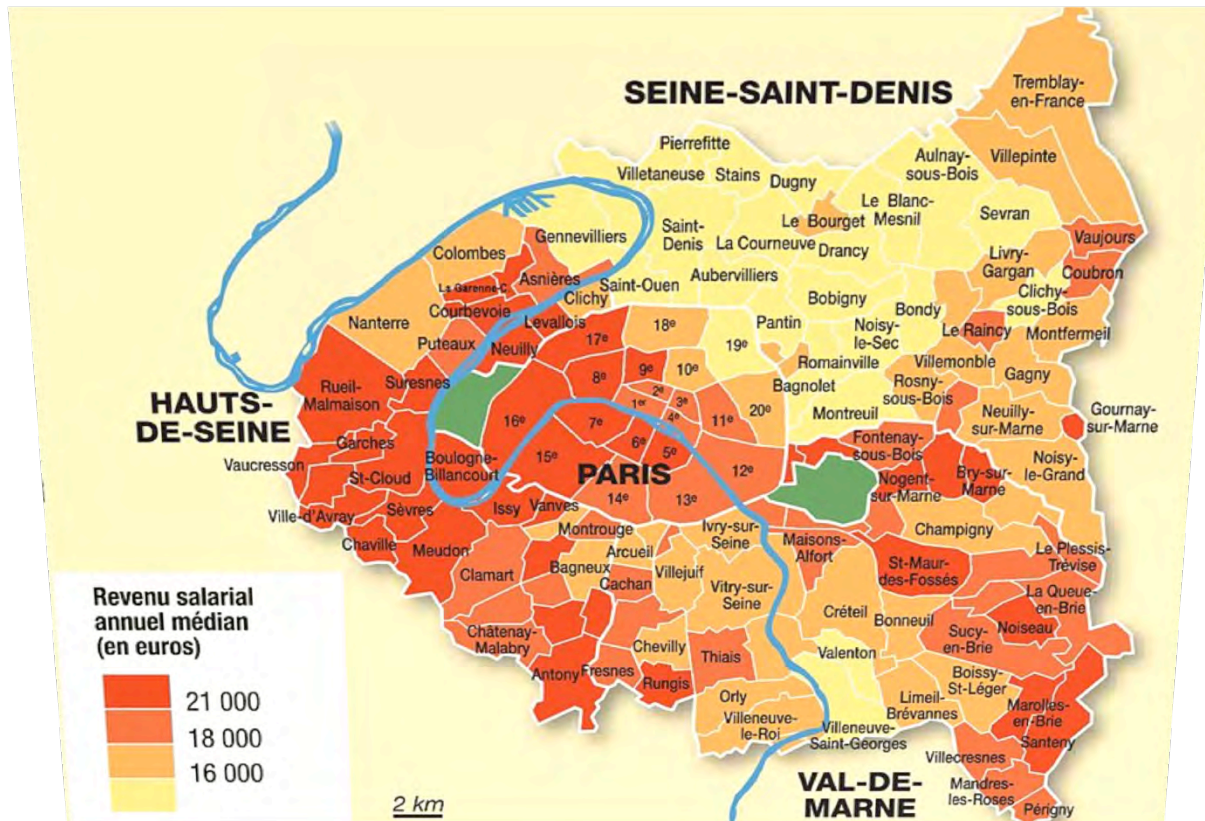 SEINE-SAINT-DENIS
Tremblay-
en-France
Pierrefitte
Villetaneuse
Stains
Dugny
Aulnay-
sous-Bois
Villepinte
Le Bourget
Le Blanc-
Mesnil
Sevran
Gennevilliers
Saint-
Denis
La Courneuve
Drancy
Vaujours
Colombes
Livry-
Gargan
Coubron
La Garenne-C
Asnières
Saint-Ouen
Aubervilliers
Bobigny
Clichy-
sous-Bois
Clichy
Bondy
Courbevoie
Levallois
Nanterre
Puteaux
Neuilly
17e
18e
19e
Pantin
Noisy-
le-Sec
Le Raincy
Montfermeil
Romainville
Villemonble
Gagny
8e
9e
10e
Rueil-
Malmaison
Suresnes
2e
3e
1er
4e
Bagnolet
Rosny-
sous-Bois
HAUTS-
DE-SEINE
16e
7e
6e
5e
11e
20e
Montreuil
Neuilly-
sur-Marne
Gournay-
sur-Marne
Garches
Vaucresson
St-Cloud
Boulogne-
Billancourt
15e
PARIS
12e
Fontenay-
sous-Bois
Nogent-
sur-Marne
Bry-sur-
Marne
Noisy-
le-Grand
Ville-d'Avray
Sèvres
Issy
Vanves
14e
13e
Chaville
Meudon
Montrouge
Ivry-sur-
Seine
Champigny
Arcueil
Bagneux
Cachan
Villejuif
Maisons-
Alfort
St-Maur-
des-Fossés
Le Plessis-
Trévise
Clamart
Vitry-sur-
Seine
La Queue-
en-Brie
Créteil
Bonneuil
Châtenay-
Malabry
Chevilly
Thiais
Sucy-
en-Brie
Noiseau
Valenton
Antony
Fresnes
Rungis
Boissy-
St-Léger
Orly
Limeil-
Brévannes
Marolles-
en-Brie
Villeneuve-
le-Roi
Villeneuve-
Saint-Georges
Santeny
Villecresnes
VAL-DE-
MARNE
Mandres-
les-Roses
Périgny
Revenu salarial
annuel médian
(en euros)
21 000
18 000
16 000
2 km